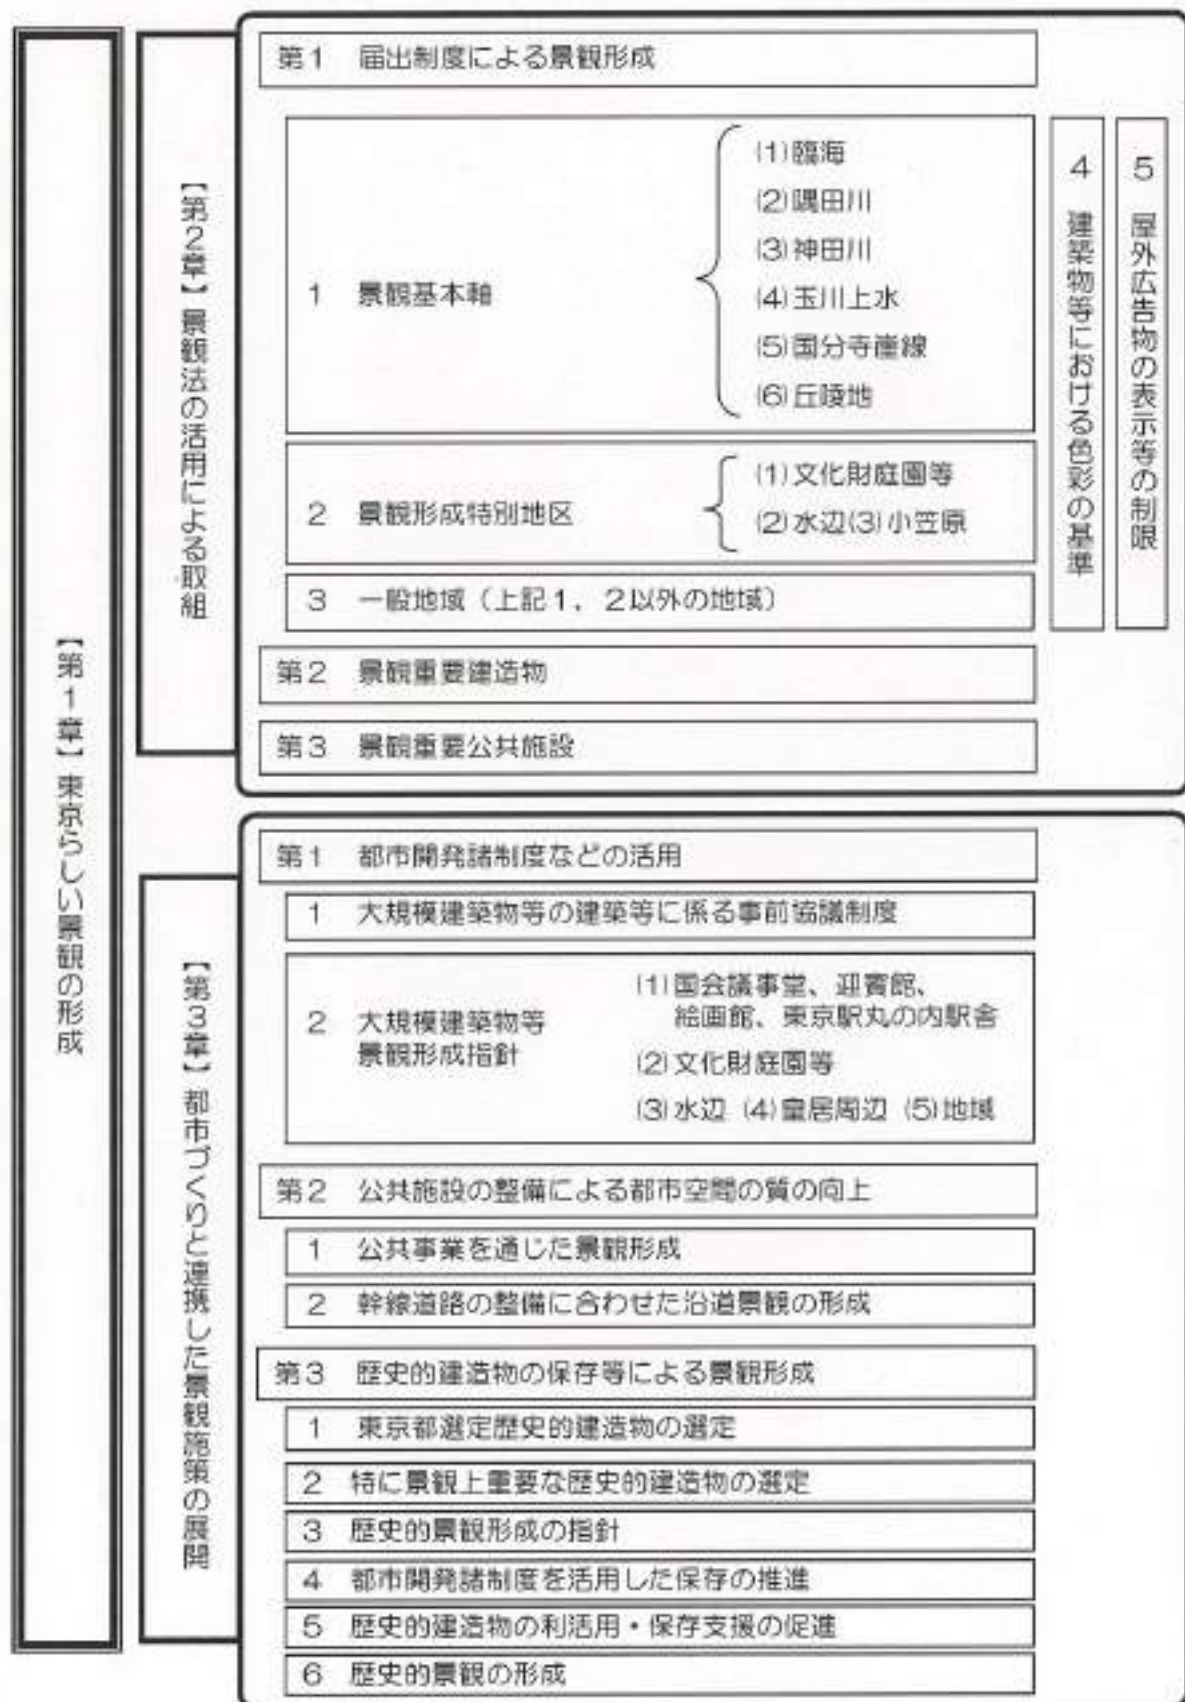 【第1章】東京らしい景観の形成
【第2章】景観法の活用による取組
第1 届出制度による景観形成
1 景観基本軸
(1)臨海
(2)隅田川
(3)神田川
(4)玉川上水
(5)国分寺崖線
(6)丘陵地
2 景観形成特別地区
(1)文化財庭園等
(2)水辺(3)小笠原
3 一般地域（上記1、2以外の地域）
4 建築物等における色彩の基準
5 屋外広告物の表示等の制限
第2 景観重要建造物
第3 景観重要公共施設
【第3章】都市づくりと連携した景観施策の展開
第1 都市開発諸制度などの活用
1 大規模建築物等の建築等に係る事前協議制度
2 大規模建築物等
景観形成指針
(1)国会議事堂、迎賓館、
絵画館、東京駅丸の内駅舎
(2)文化財庭園等
(3)水辺 (4)皇居周辺 (5)地域
第2 公共施設の整備による都市空間の質の向上
1 公共事業を通じた景観形成
2 幹線道路の整備に合わせた沿道景観の形成
第3 歴史的建造物の保存等による景観形成
1 東京都選定歴史的建造物の選定
2 特に景観上重要な歴史的建造物の選定
3 歴史的景観形成の指針
4 都市開発諸制度を活用した保存の推進
5 歴史的建造物の利活用・保存支援の促進
6 歴史的景観の形成